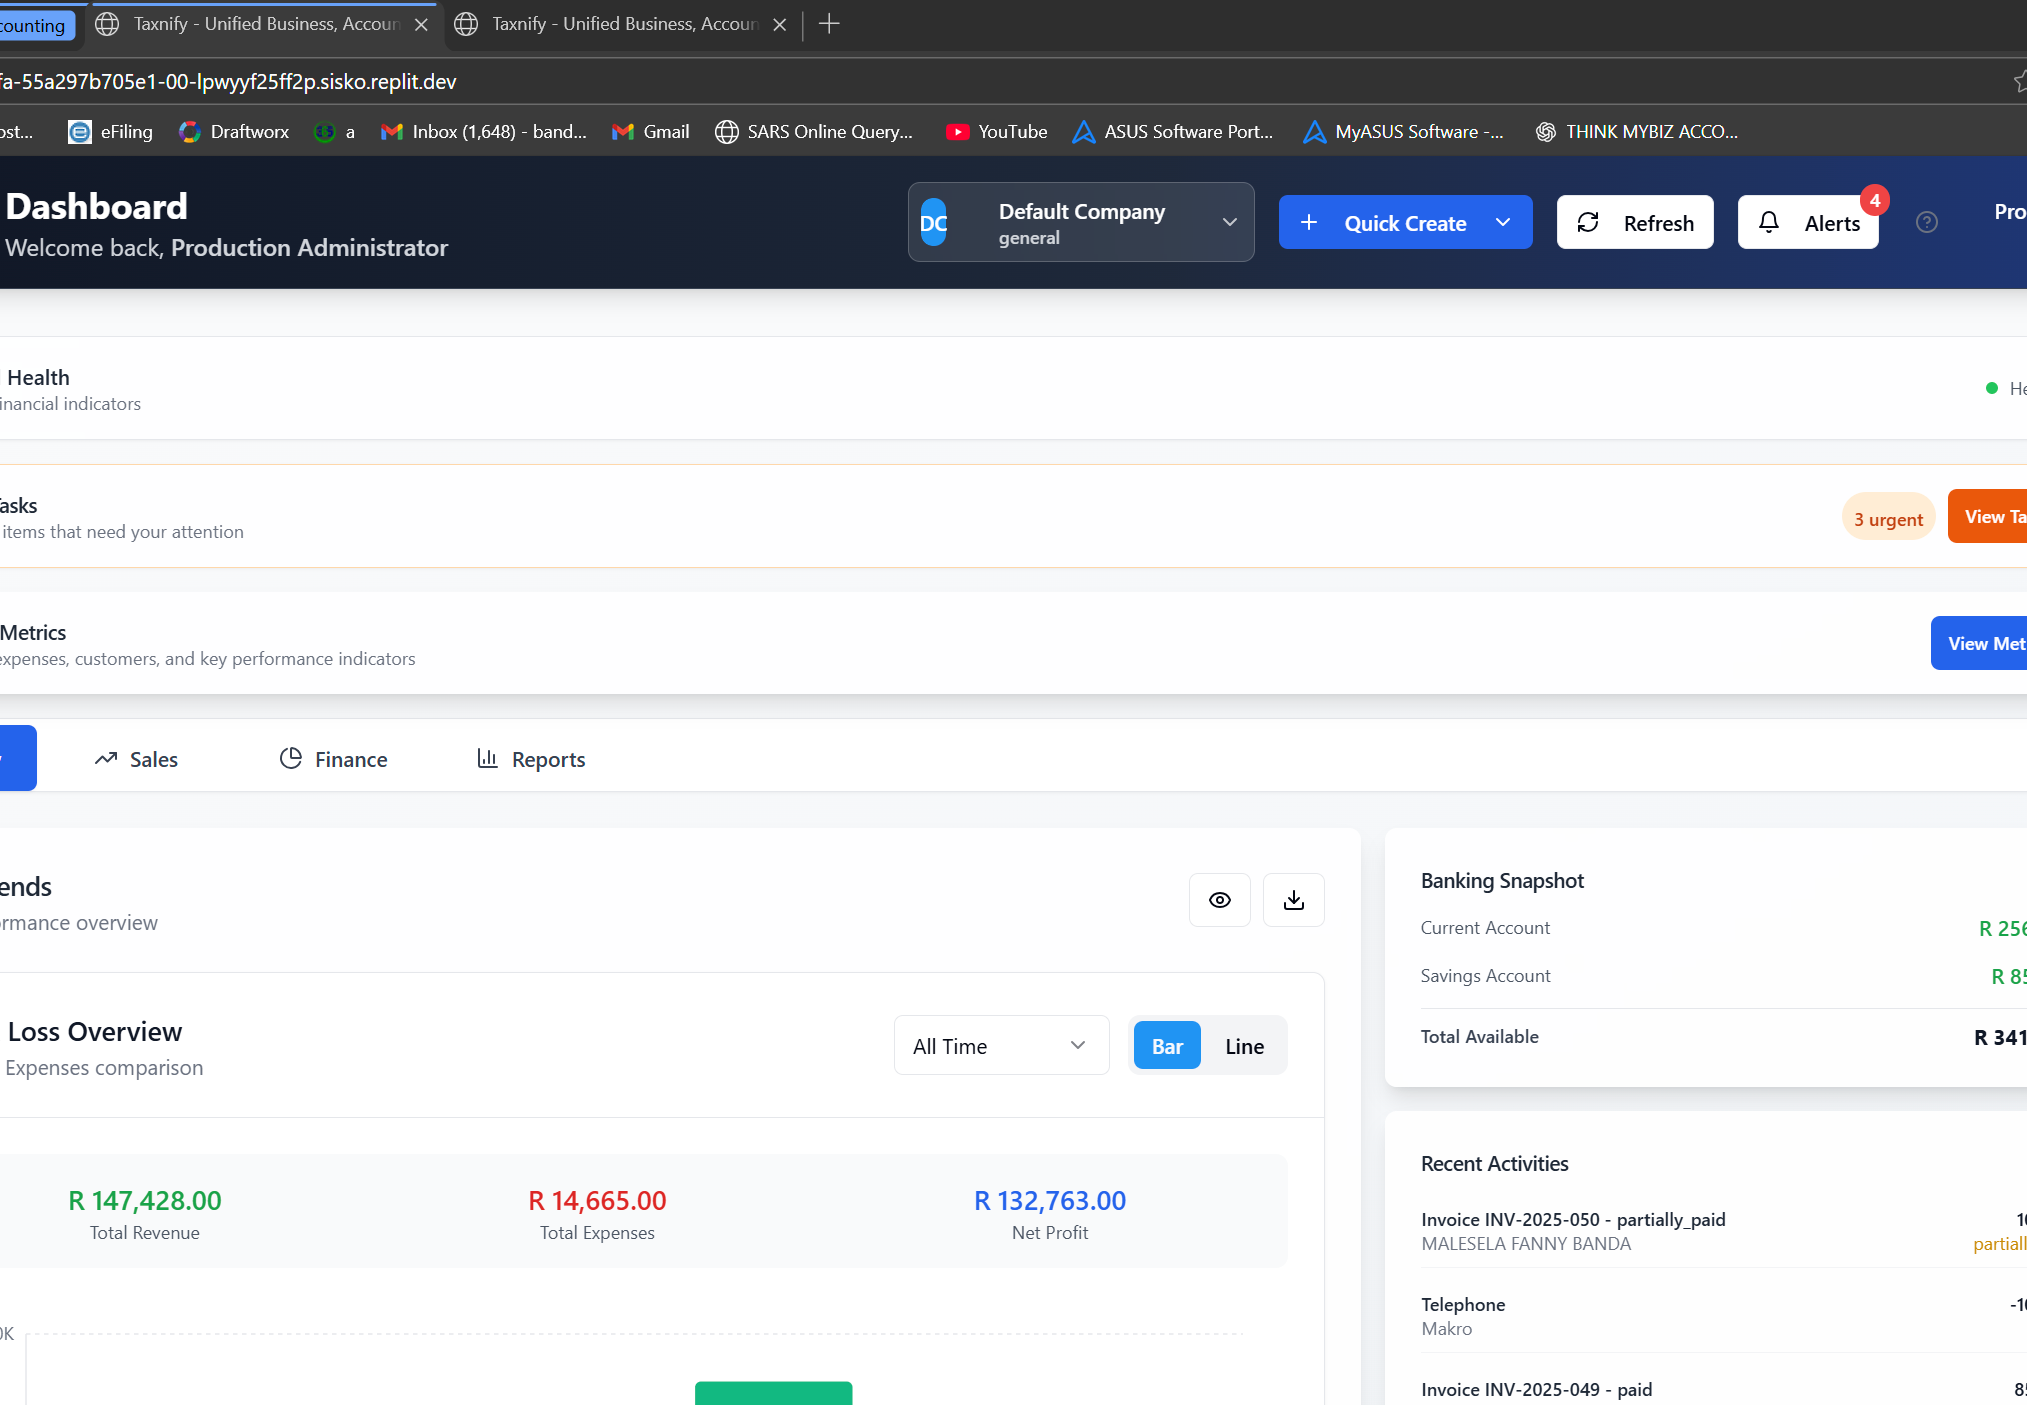 counting
Taxnify - Unified Business, Accoun
Taxnify - Unified Business, Accoun
fa-55a297b705e1-00-lpwyyf25ff2p.sisko.replit.dev
ost...
eFiling
Draftworx
a
Inbox (1,648) - band...
Gmail
SARS Online Query...
YouTube
ASUS Software Port...
MyASUS Software -...
THINK MYBIZ ACCO...
Dashboard
Welcome back, Production Administrator
DC
Default Company
general
Quick Create
Refresh
Alerts
4
Pro
Health
inancial indicators
He
Tasks
items that need your attention
3 urgent
View Ta
Metrics
expenses, customers, and key performance indicators
View Met
Sales
Finance
Reports
ends
ormance overview
Loss Overview
Expenses comparison
All Time
Bar
Line
R 147,428.00
Total Revenue
R 14,665.00
Total Expenses
R 132,763.00
Net Profit
0K
Banking Snapshot
Current Account
R 256
Savings Account
R 85
Total Available
R 341
Recent Activities
Invoice INV-2025-050 - partially_paid
10
MALESELA FANNY BANDA
partiall
Telephone
-10
Makro
Invoice INV-2025-049 - paid
85